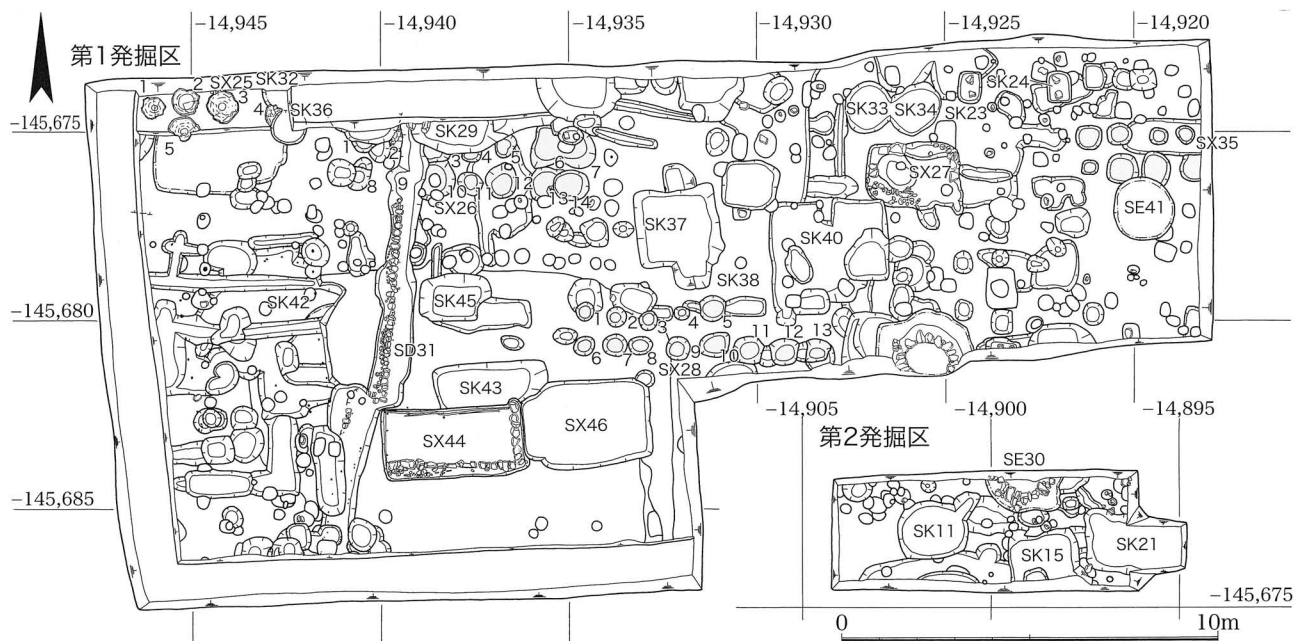 −14,945 −14,940 −14,935 −14,930 −14,925 −14,920
第1発掘区
1 2 SX25 3 SK32 4 SK36 5
−145,675
SK29
SK33 SK34 SK23 SK24
SX35
1 2 3 4 5 6 7
8 9 10 11 12 13 14
SX26
SX27
SE41
SK37
SK40
SK38
SK42
SK45
−145,680
1 2 3 4 5
SD31
6 7 8 9 10 11 12 13
SX28
SK43
SX44
SX46
−14,905 −14,900 −14,895
第2発掘区
SE30
−145,685
SK11
SK15
SK21
−145,675
0 10m